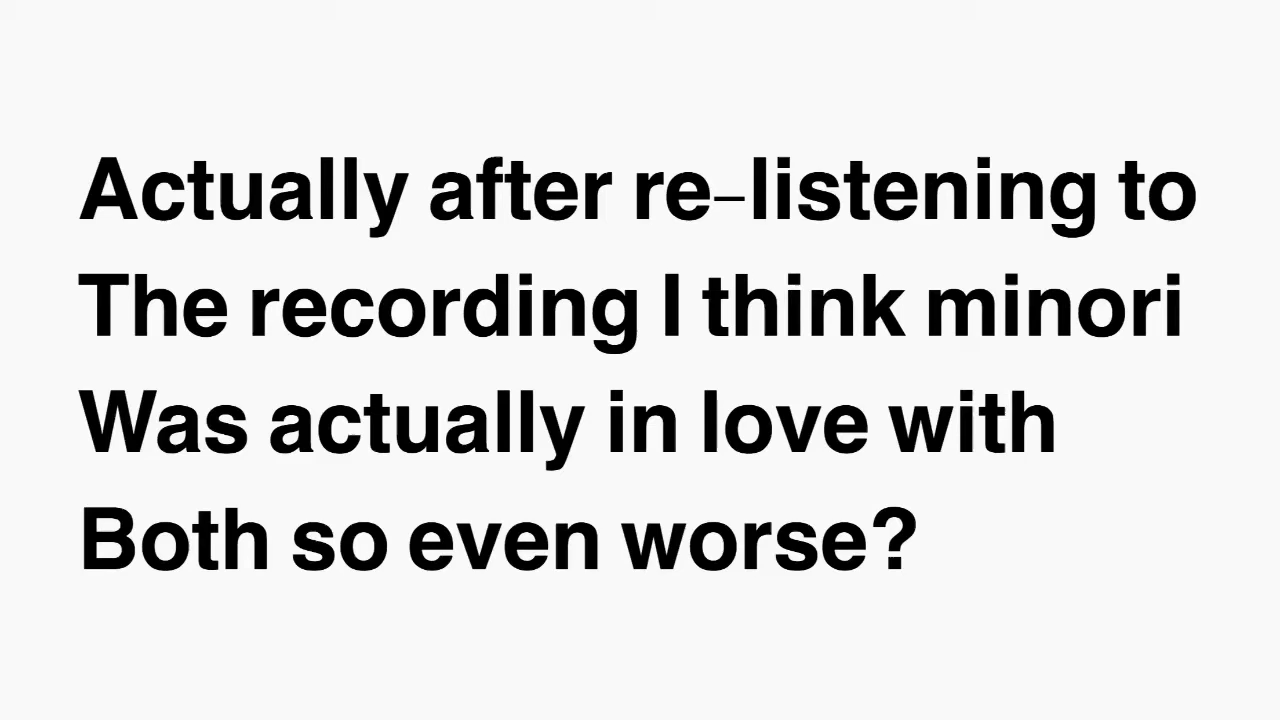 Actually after re-listening to
The recording I think minori
Was actually in love with
Both so even worse?